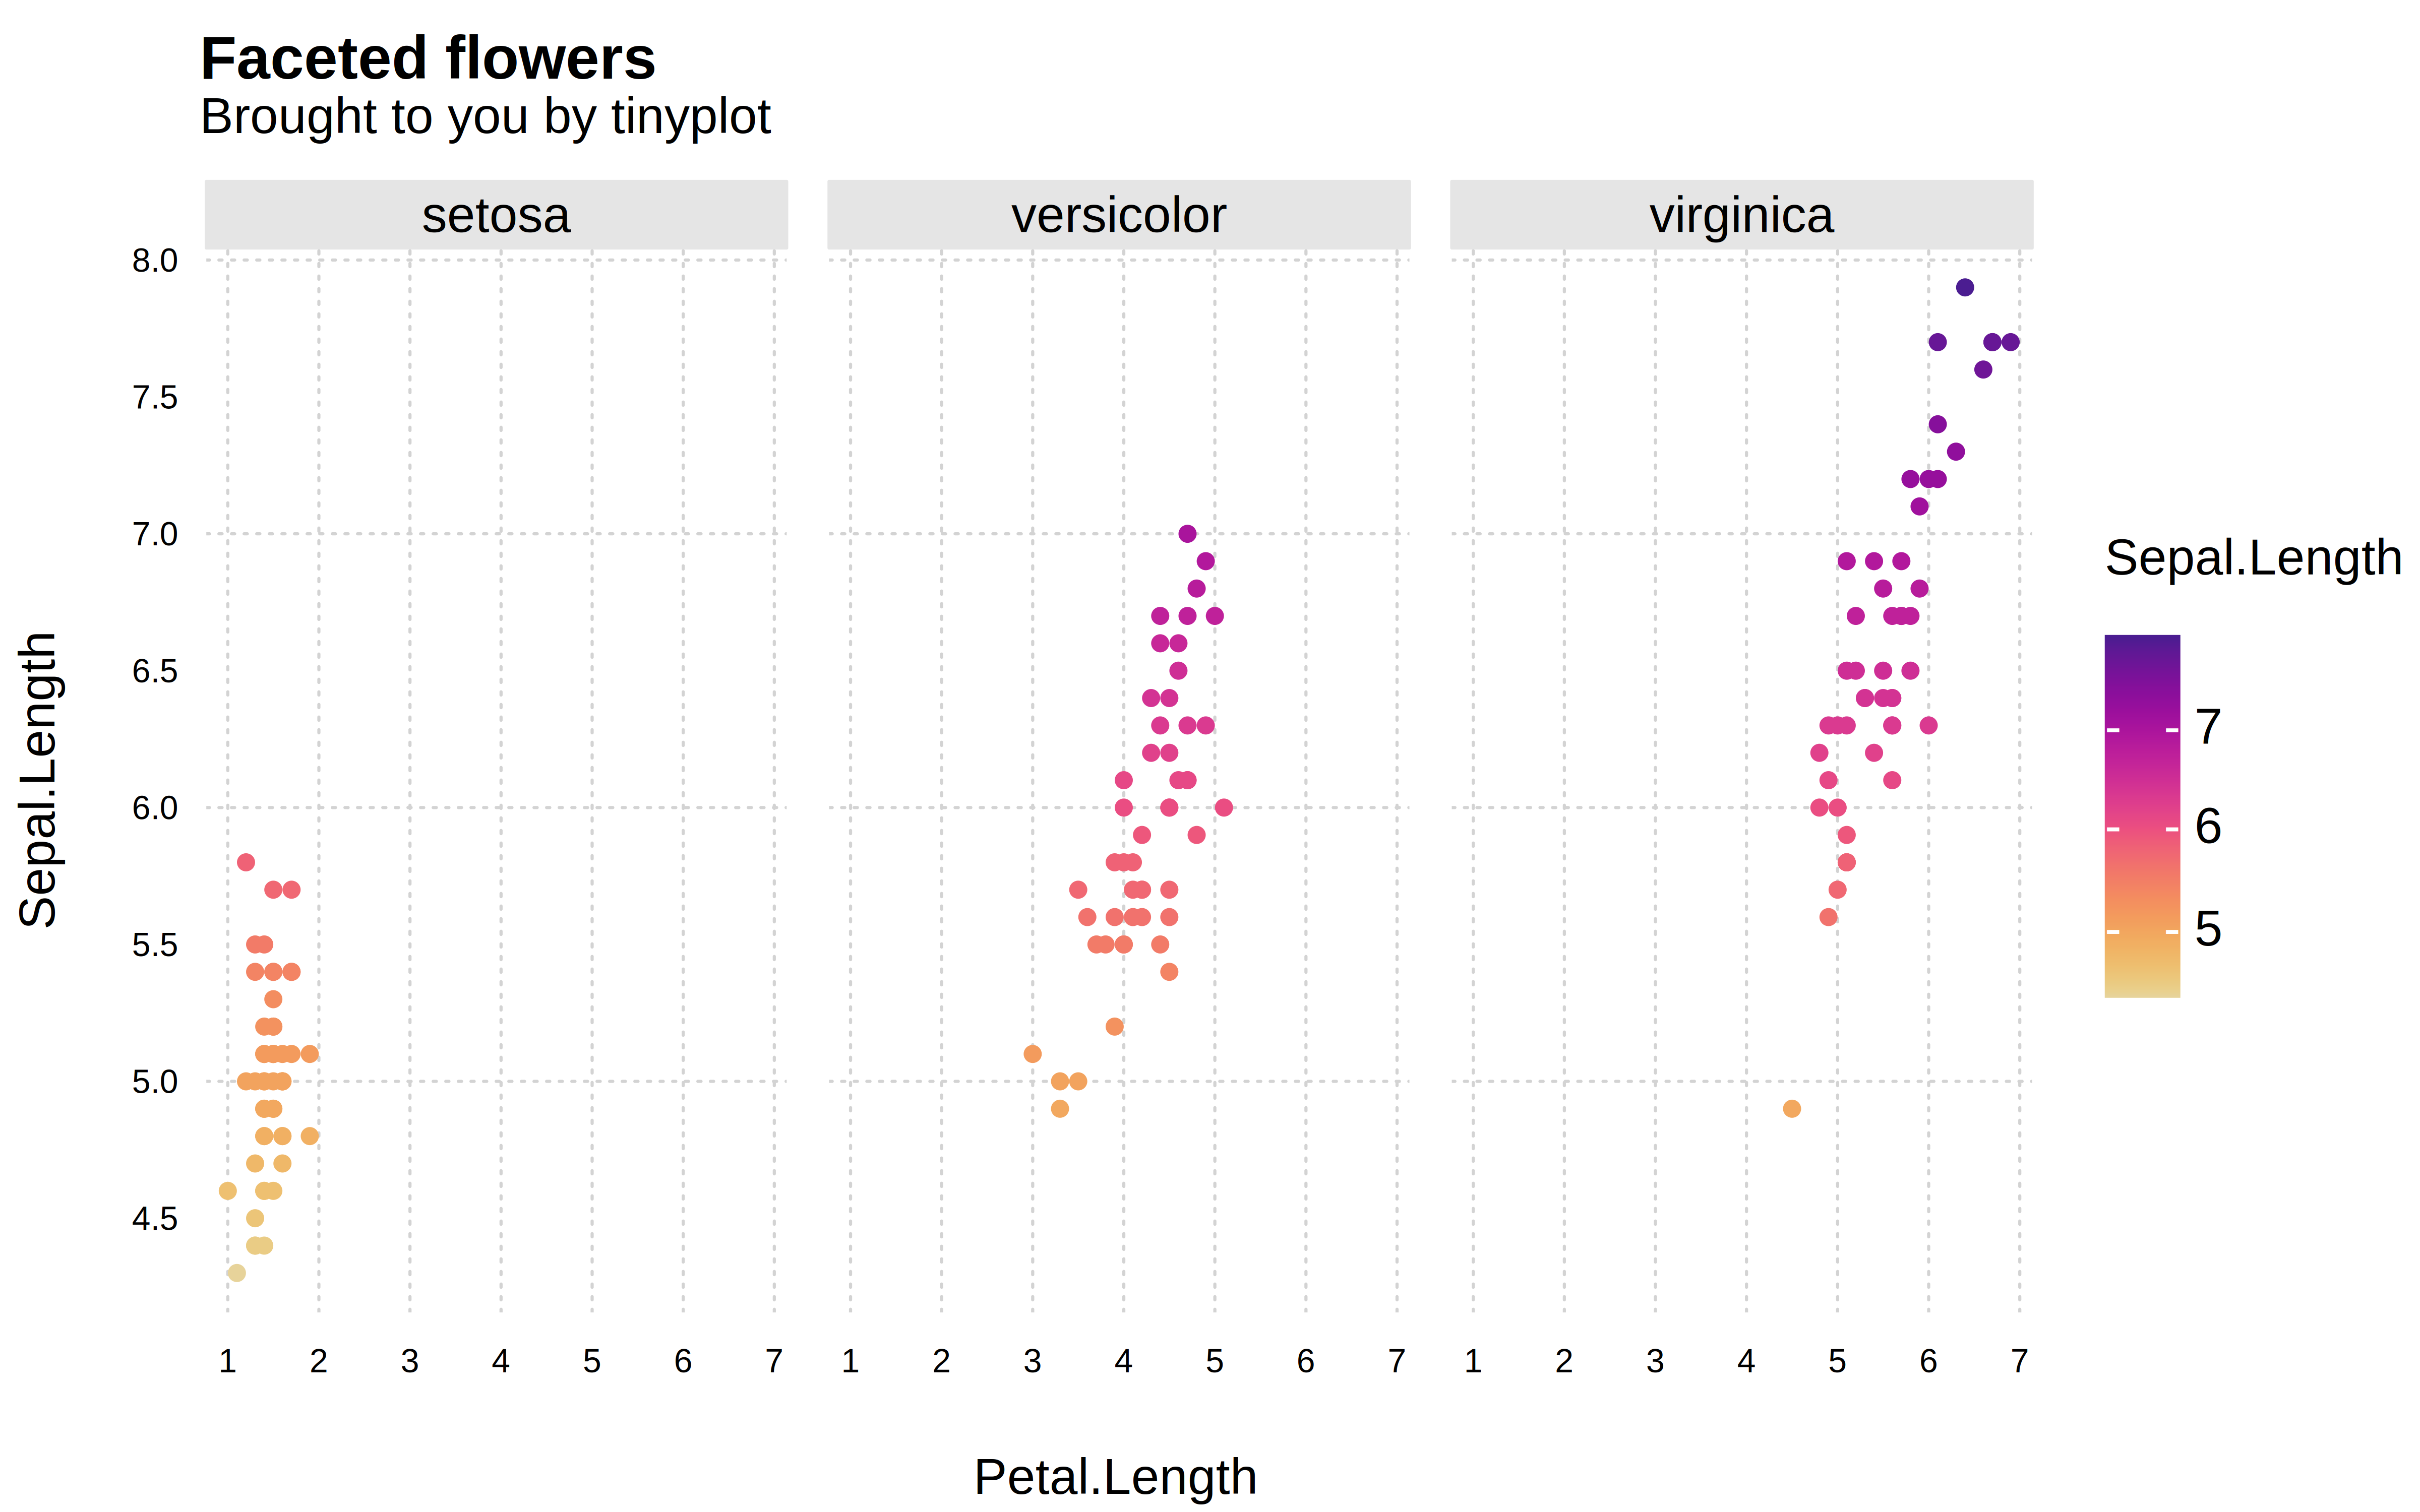 Faceted flowers
Brought to you by tinyplot
setosa
versicolor
virginica
8.0
7.5
7.0
6.5
6.0
5.5
5.0
4.5
Sepal.Length
1 2 3 4 5 6 7
1 2 3 4 5 6 7
1 2 3 4 5 6 7
Petal.Length
Sepal.Length
7
6
5